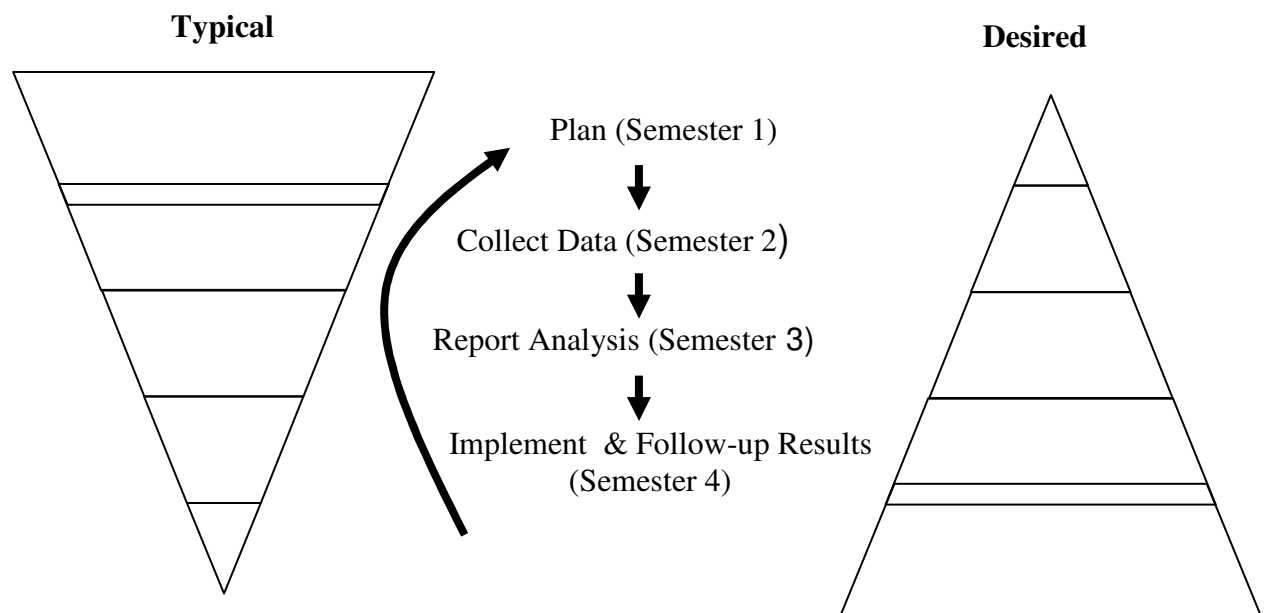 Typical
Desired
Plan (Semester 1)
Collect Data (Semester 2)
Report Analysis (Semester 3)
Implement & Follow-up Results
(Semester 4)